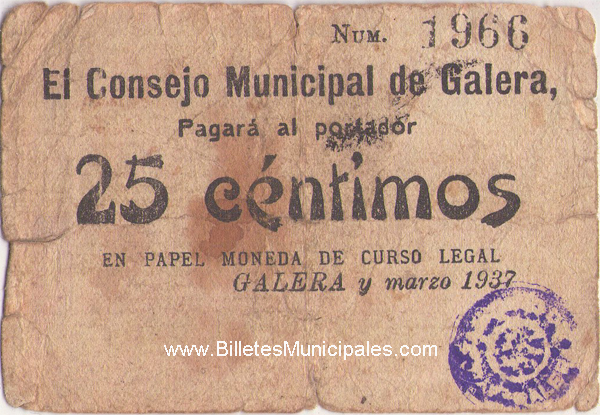 Num. 1966
El Consejo Municipal de Galera,
Pagará al portador
25 céntimos
EN PAPEL MONEDA DE CURSO LEGAL
GALERA y marzo 1937
www.BilletesMunicipales.com